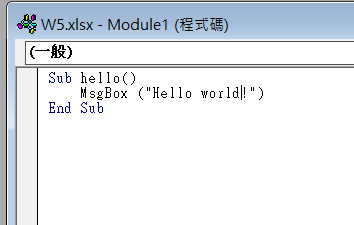 W5.xlsx - Module1 (程式碼)
(一般)
Sub hello()
    MsgBox ("Hello world!")
End Sub